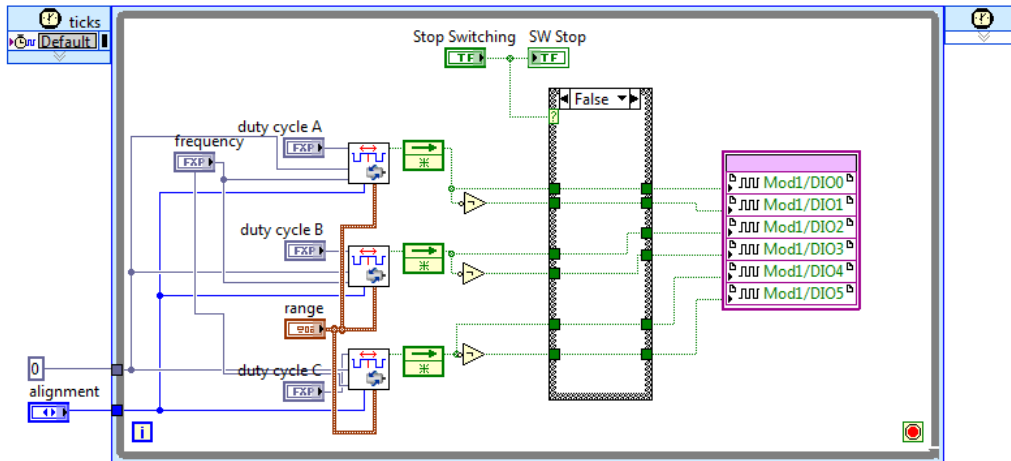 ticks
Default
Stop Switching
SW Stop
TF
TF
False
?
duty cycle A
frequency
FXP
FXP
Mod1/DIO0
Mod1/DIO1
Mod1/DIO2
Mod1/DIO3
Mod1/DIO4
Mod1/DIO5
duty cycle B
FXP
range
duty cycle C
FXP
0
alignment
i